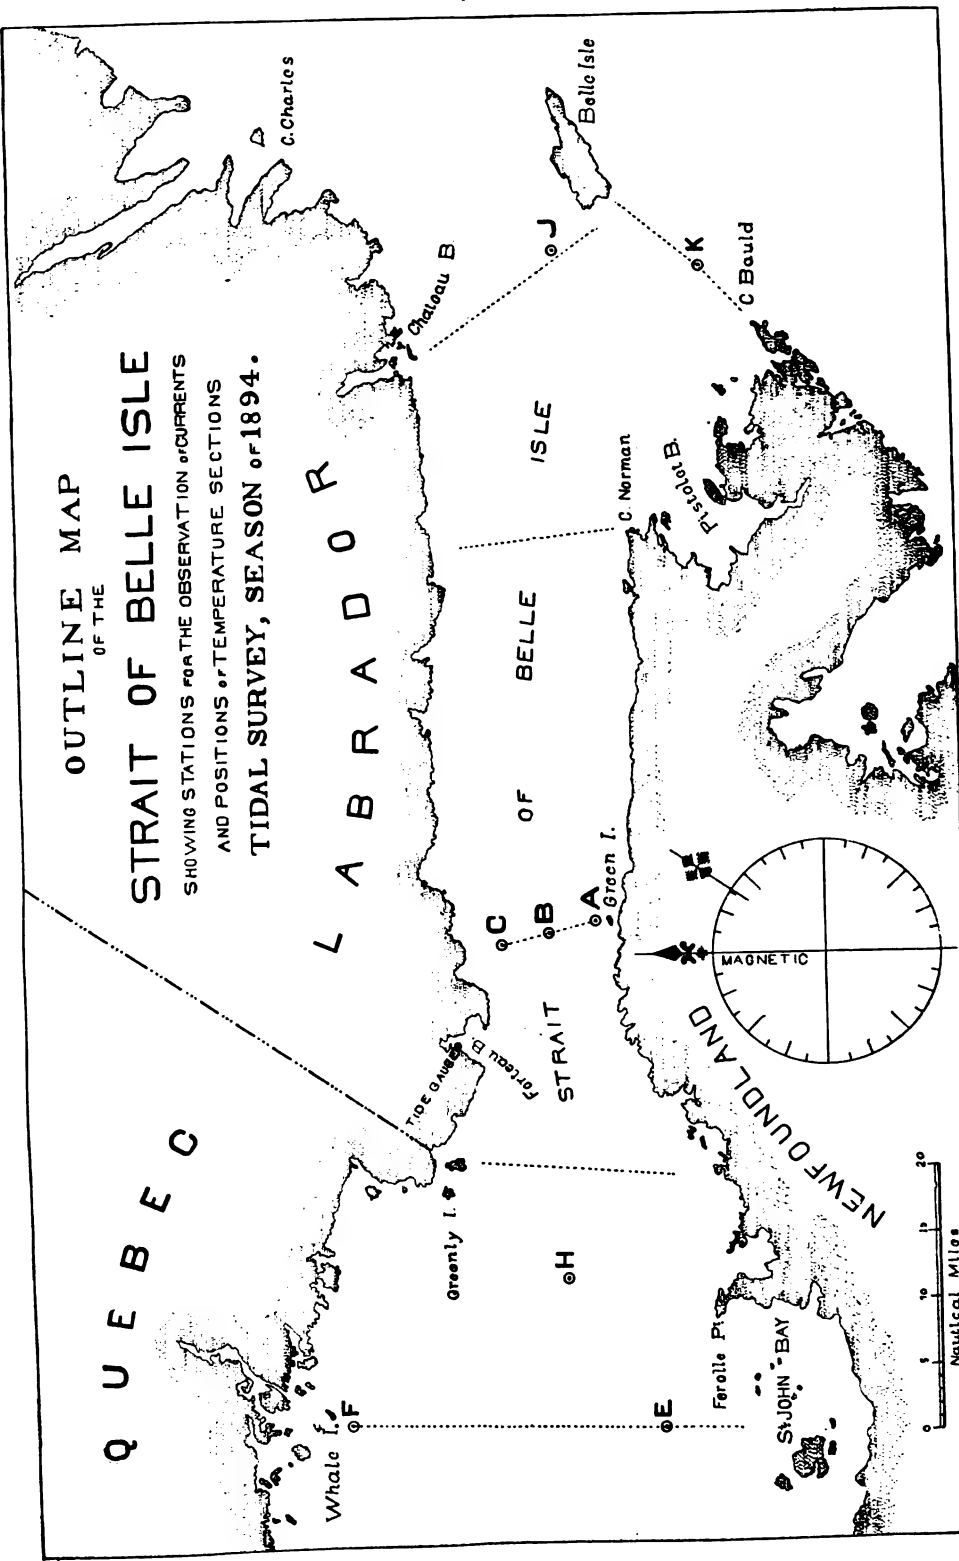 OUTLINE MAP
OF THE
STRAIT OF BELLE ISLE
SHOWING STATIONS FOR THE OBSERVATION OF CURRENTS
AND POSITIONS OF TEMPERATURE SECTIONS
TIDAL SURVEY, SEASON OF 1894.
QUEBEC
LABRADOR
C. Charles
Belle Isle
Chateau B
J
K
C Bauld
C. Norman
Pistolet B.
STRAIT OF BELLE ISLE
C
B
A
Green I.
TIDE GAUGE
Forteau B.
Greenly I.
H
Whale I.
F
E
Ferolle Pt.
St JOHN BAY
NEWFOUNDLAND
MAGNETIC
0 5 10 15 20
Nautical Miles